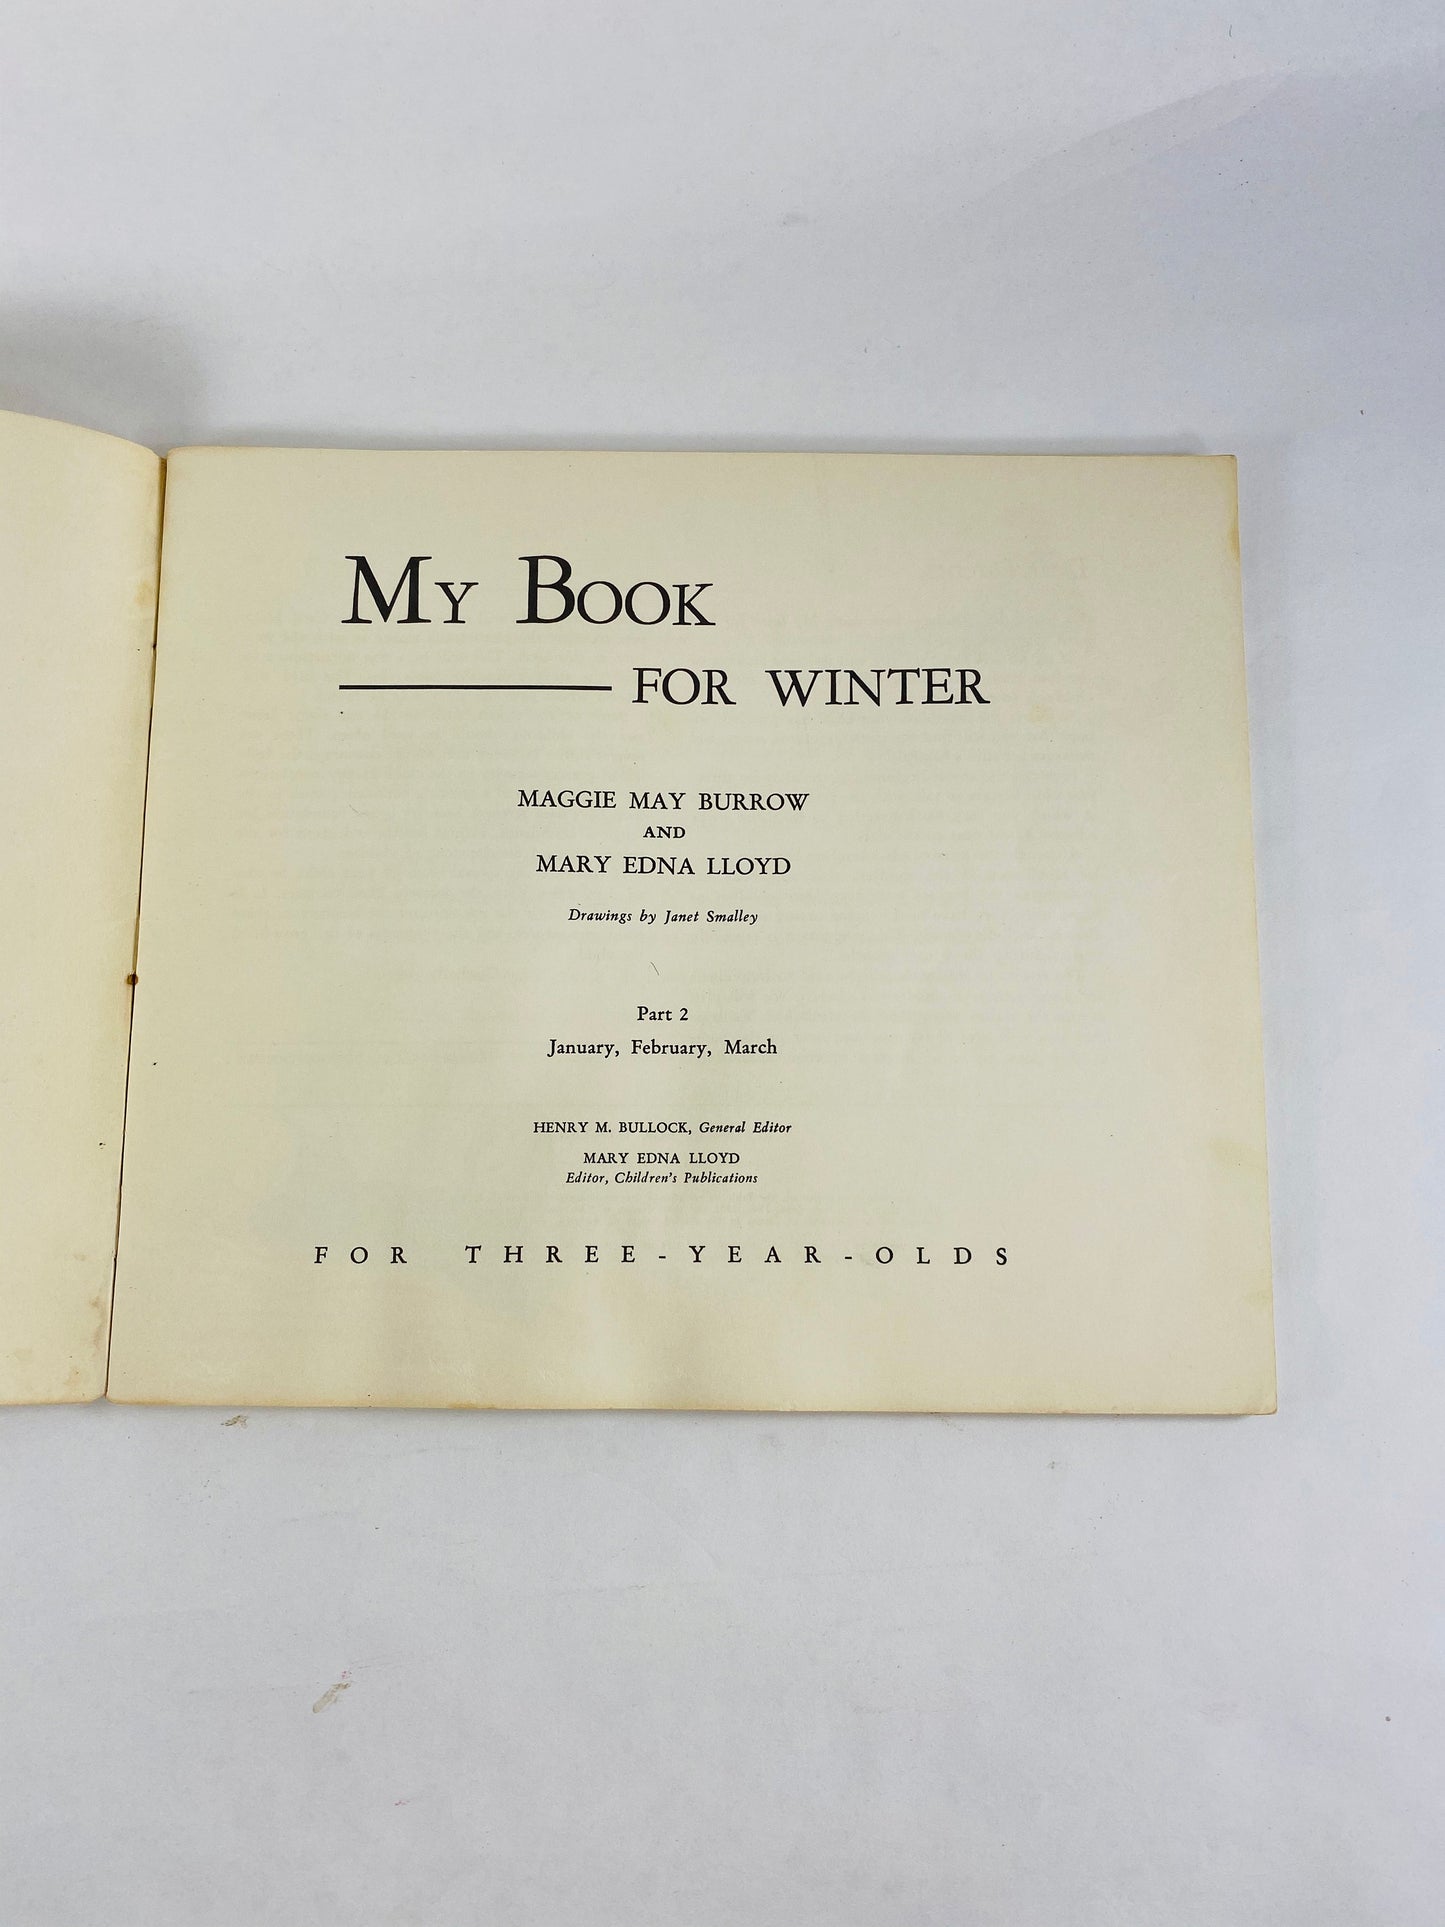 My Book
FOR WINTER
MAGGIE MAY BURROW
AND
MARY EDNA LLOYD
Drawings by Janet Smalley
Part 2
January, February, March
HENRY M. BULLOCK, General Editor
MARY EDNA LLOYD
Editor, Children's Publications
FOR THREE-YEAR-OLDS